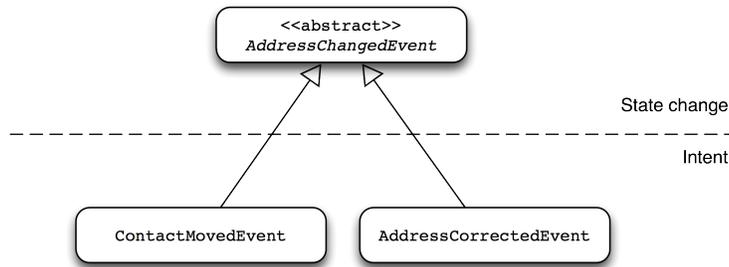 <<abstract>>
AddressChangedEvent
State change
Intent
ContactMovedEvent
AddressCorrectedEvent